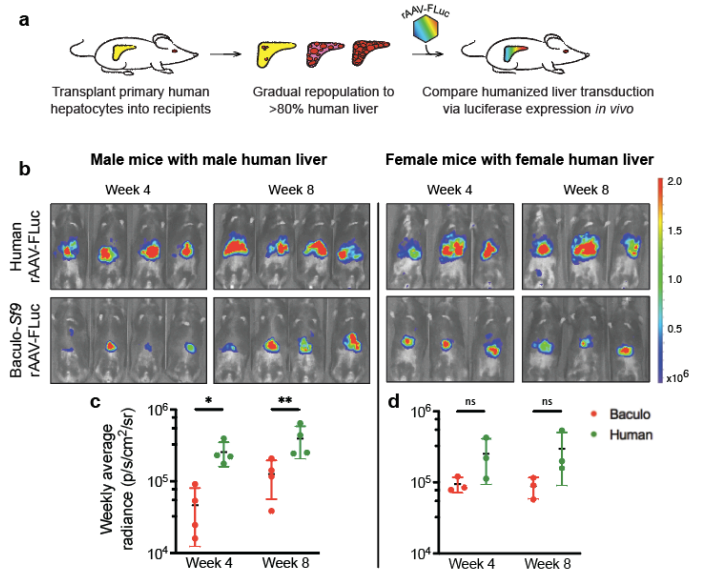 a
rAAV-FLuc
Transplant primary human
hepatocytes into recipients
Gradual repopulation to
>80% human liver
Compare humanized liver transduction
via luciferase expression in vivo
b
Male mice with male human liver
Female mice with female human liver
Week 4
Week 8
Week 4
Week 8
Human
rAAV-FLuc
Baculo-Sf9
rAAV-FLuc
2.0
1.5
1.0
0.5
x10⁶
c
Weekly average
radiance (p/s/cm²/sr)
10⁶
10⁵
10⁴
*
**
Week 4
Week 8
d
10⁶
10⁵
10⁴
ns
ns
Week 4
Week 8
Baculo
Human